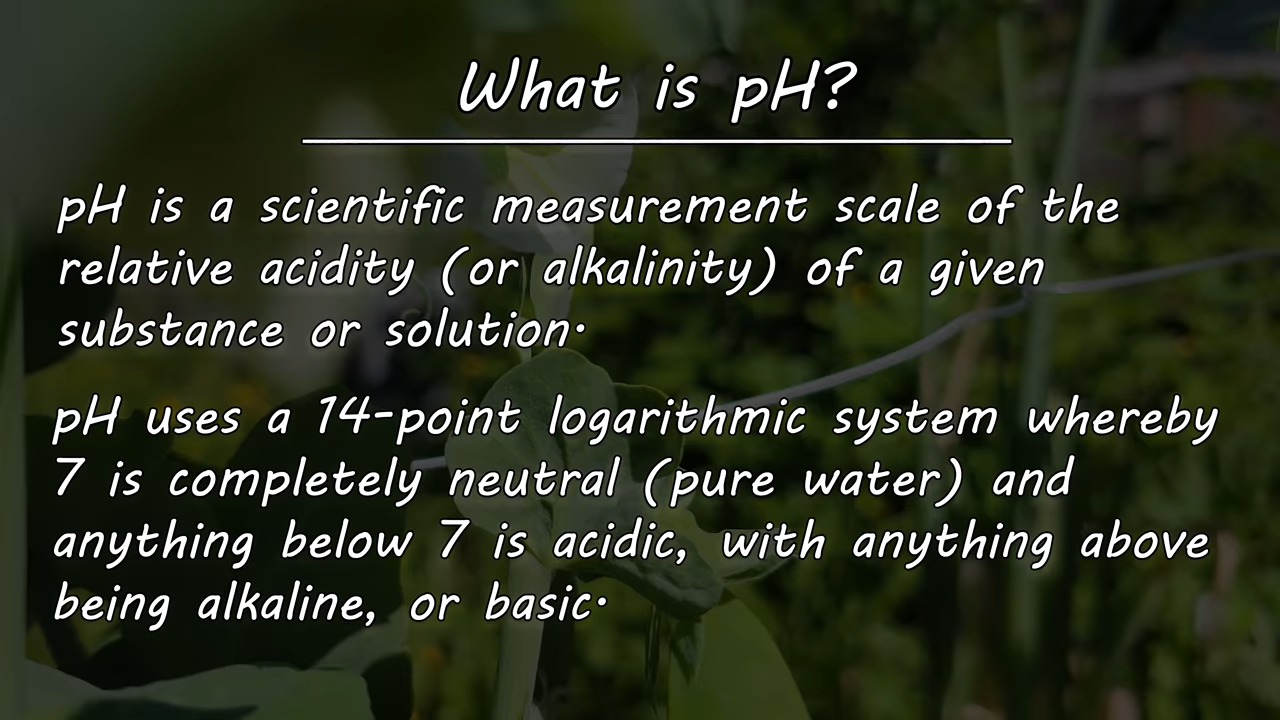 What is pH?
pH is a scientific measurement scale of the
relative acidity (or alkalinity) of a given
substance or solution.
pH uses a 14-point logarithmic system whereby
7 is completely neutral (pure water) and
anything below 7 is acidic, with anything above
being alkaline, or basic.